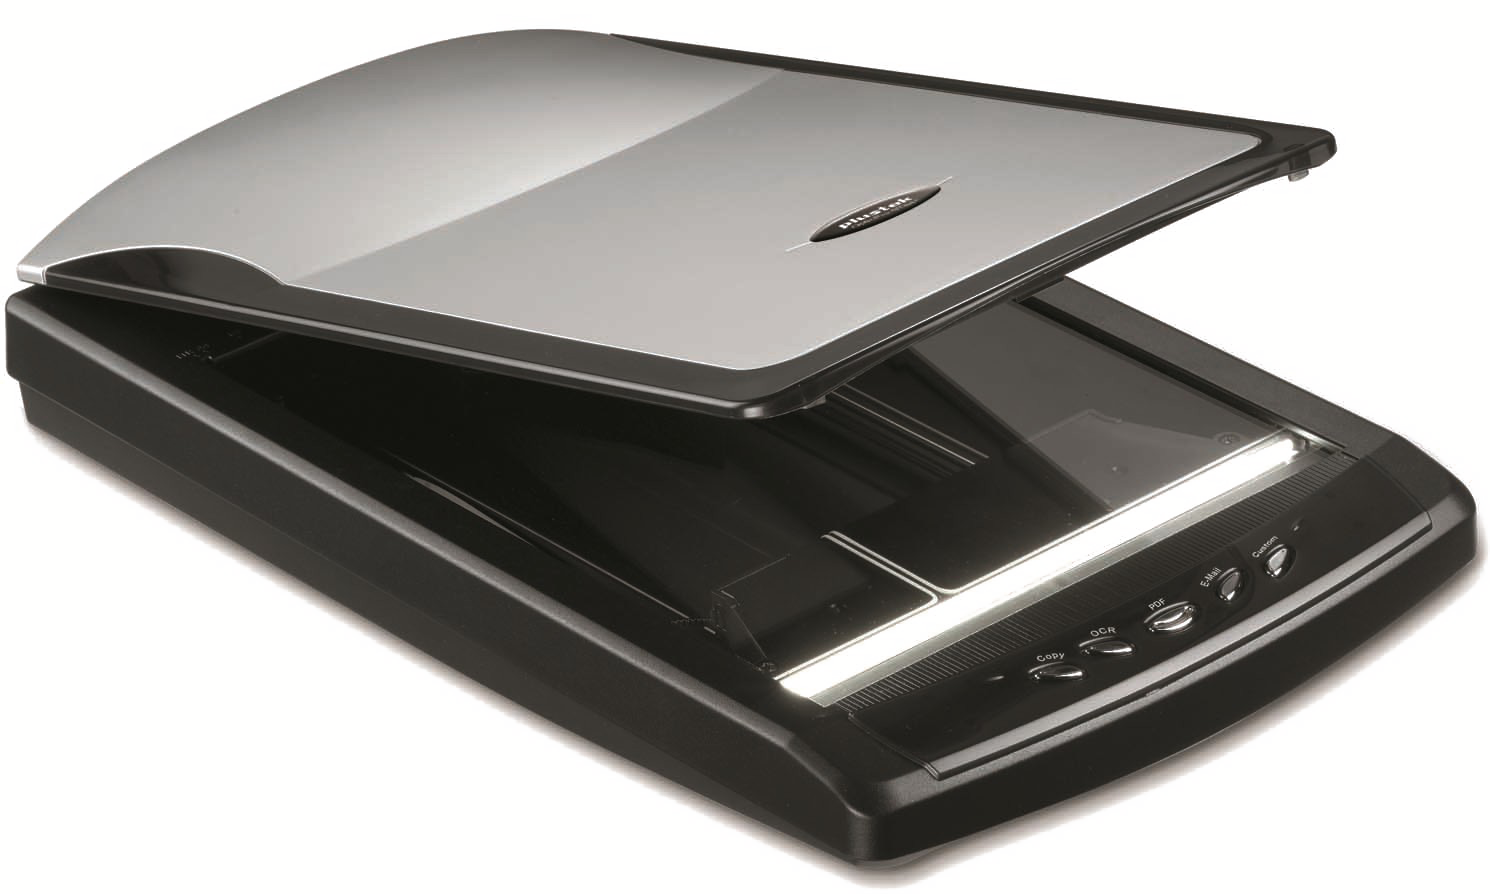 plustek
Copy
OCR
PDF
E-Mail
Custom